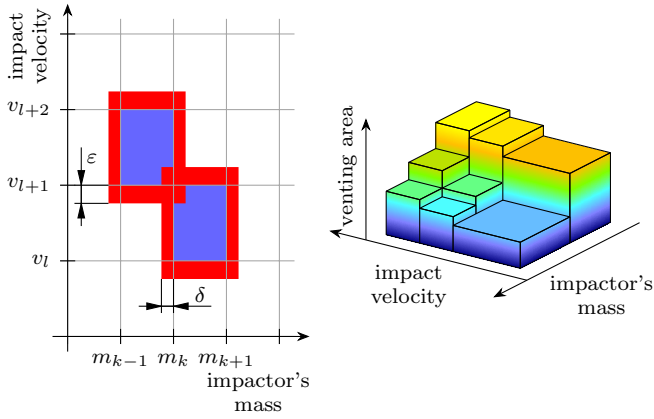 impact
velocity
v_{l+2}
ε
v_{l+1}
v_l
δ
m_{k−1} m_k m_{k+1}
impactor's
mass
venting area
impact
velocity
impactor's
mass